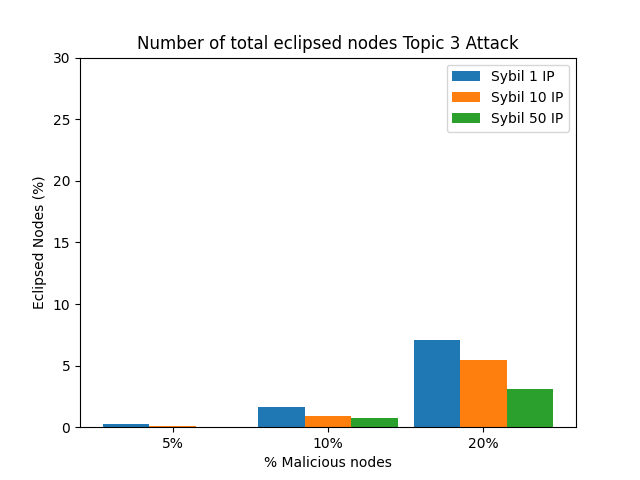 Number of total eclipsed nodes Topic 3 Attack
Sybil 1 IP
Sybil 10 IP
Sybil 50 IP
Eclipsed Nodes (%)
30
25
20
15
10
5
0
5%
10%
20%
% Malicious nodes